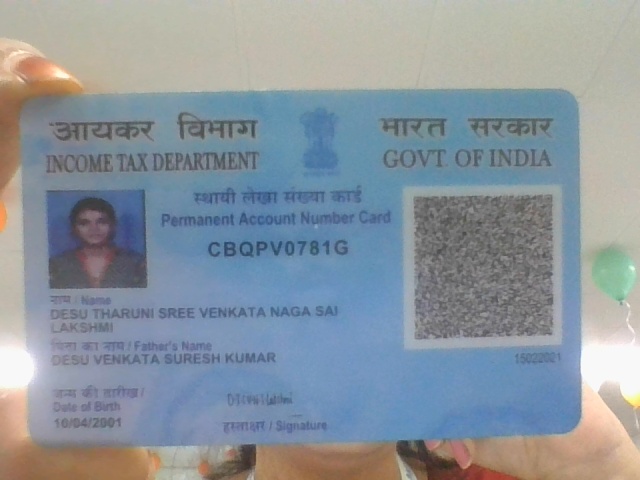 आयकर विभाग
INCOME TAX DEPARTMENT
भारत सरकार
GOVT OF INDIA
स्थायी लेखा संख्या कार्ड
Permanent Account Number Card
CBQPV0781G
नाम / Name
DESU THARUNI SREE VENKATA NAGA SAI
LAKSHMI
पिता का नाम / Father's Name
DESU VENKATA SURESH KUMAR
15022021
जन्म की तारीख /
Date of Birth
10/04/2001
हस्ताक्षर / Signature